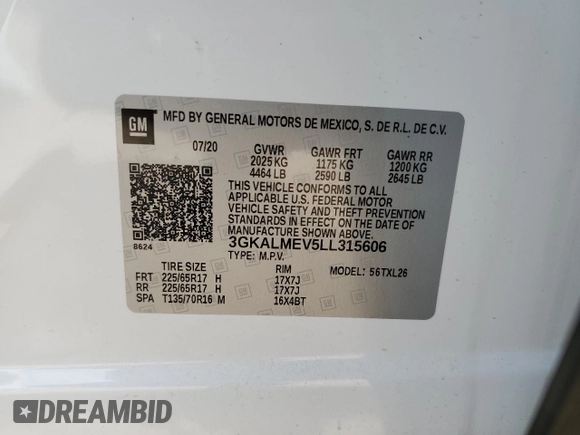 GM
MFD BY GENERAL MOTORS DE MEXICO, S. DE R.L. DE C.V.
07/20 GVWR GAWR FRT GAWR RR
2025 KG 1175 KG 1200 KG
4464 LB 2590 LB 2645 LB
THIS VEHICLE CONFORMS TO ALL
APPLICABLE U.S. FEDERAL MOTOR
VEHICLE SAFETY AND THEFT
PREVENTION STANDARDS IN EFFECT ON
THE DATE OF MANUFACTURE
SHOWN ABOVE.
8624
3GKALMEV5LL315606
TYPE: M.P.V. MODEL: 56TXL26
TIRE SIZE RIM
FRT 225/65R17 H 17X7J
RR 225/65R17 H 17X7J
SPA T135/70R16 M 16X4BT
DREAMBID